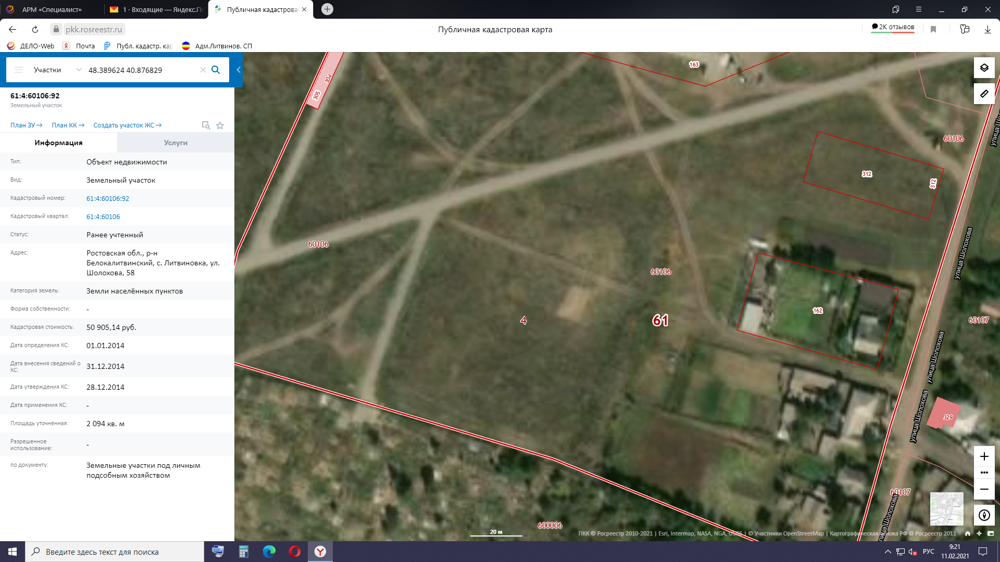 АРМ «Специалист»
1 · Входящие — Яндекс.По
Публичная кадастрова
pkk.rosreestr.ru
Публичная кадастровая карта
2К отзывов
ДЕЛО-Web
Я
Почта
Публ. кадастр. кар
Адм.Литвинов. СП
Участки
48.389624 40.876829
61:4:60106:92
Земельный участок
План ЗУ →
План КК →
Создать участок ЖС →
Информация
Услуги
Тип:
Объект недвижимости
Вид:
Земельный участок
Кадастровый номер:
61:4:60106:92
Кадастровый квартал:
61:4:60106
Статус:
Ранее учтенный
Адрес:
Ростовская обл., р-н
Белокалитвинский, с. Литвиновка, ул.
Шолохова, 58
Категория земель:
Земли населённых пунктов
Форма собственности:
-
Кадастровая стоимость:
50 905,14 руб.
Дата определения КС:
01.01.2014
Дата внесения сведений о
КС:
31.12.2014
Дата утверждения КС:
28.12.2014
Дата применения КС:
-
Площадь уточненная:
2 094 кв. м
Разрешенное
использование:
-
по документу:
Земельные участки под личным
подсобным хозяйством
163
304
305
60106
312
312
60106
60106
4
61
162
60107
329
60107
600006
улица Шолохова
улица Шолохова
улица Шолохова
20 м
ПКК © Росреестр 2010-2021 | Esri, Intermap, NASA, NGA, USGS | © Участники OpenStreetMap | Картографическая основа РФ © Росреестр 2011
Введите здесь текст для поиска
РУС
9:21
11.02.2021